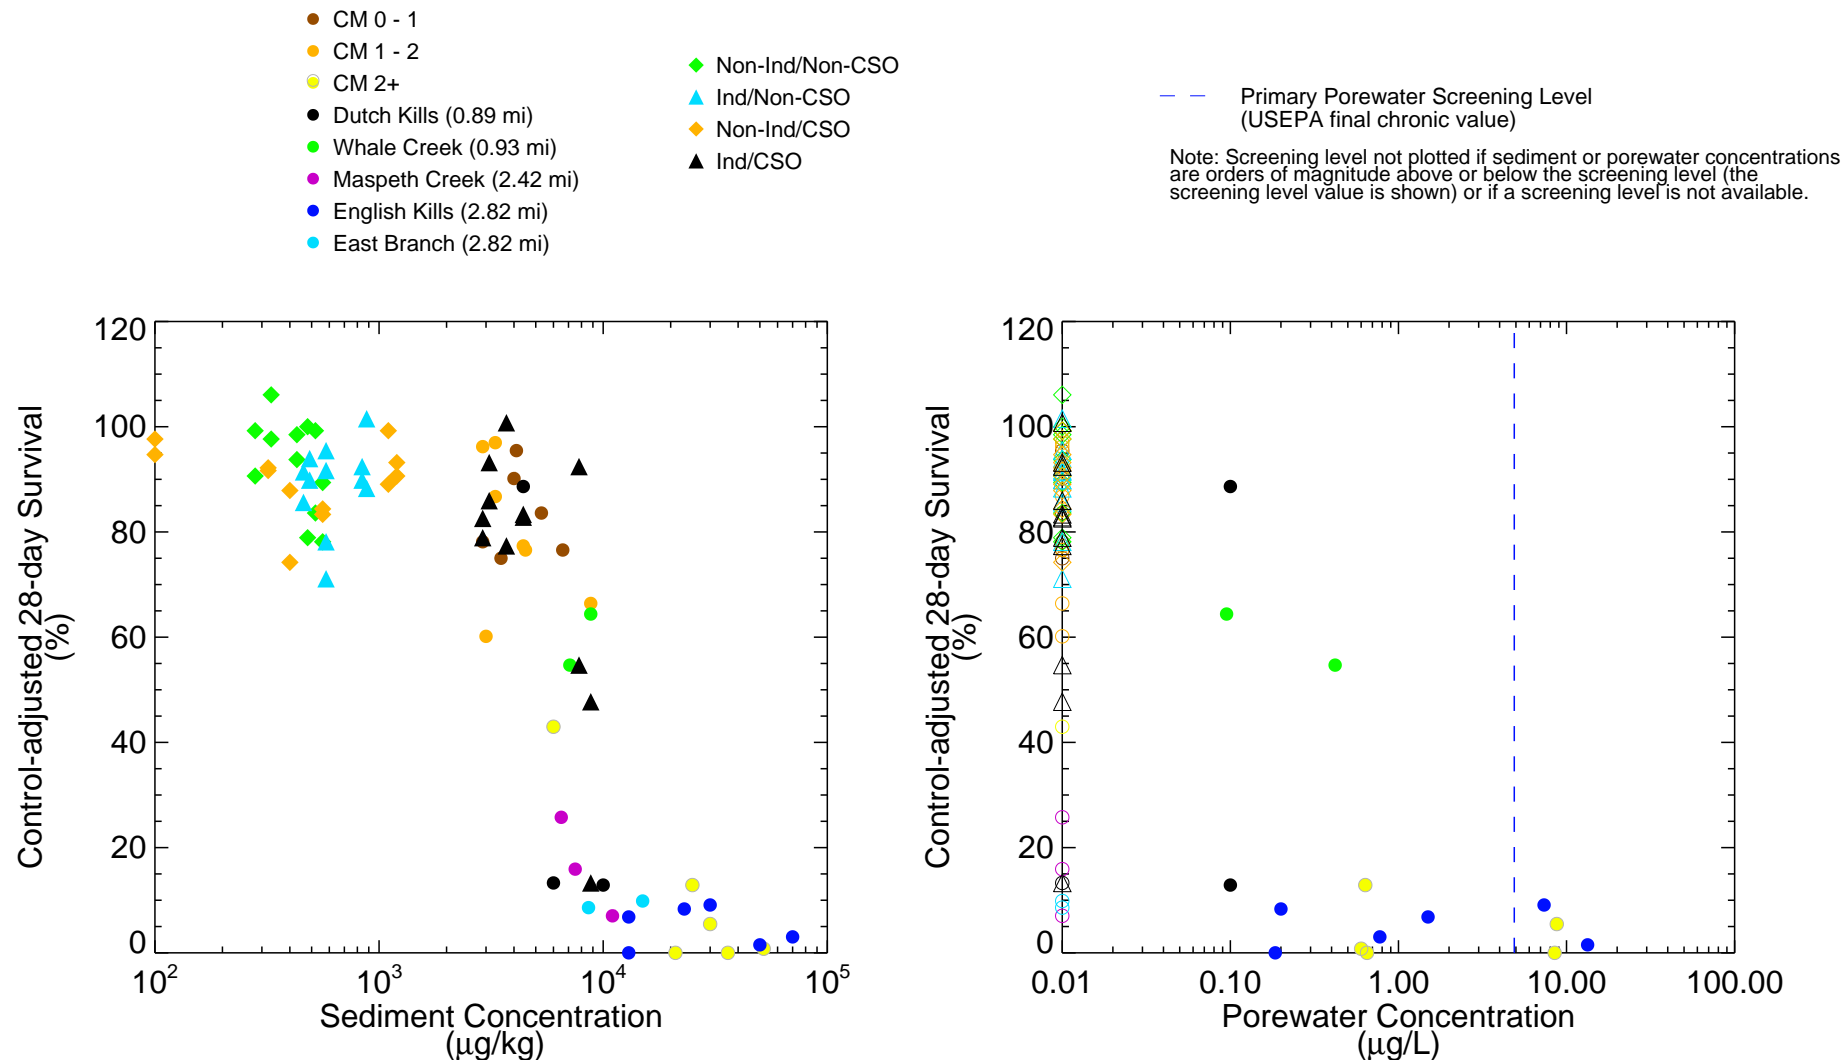 CM 0 - 1
CM 1 - 2
CM 2+
Dutch Kills (0.89 mi)
Whale Creek (0.93 mi)
Maspeth Creek (2.42 mi)
English Kills (2.82 mi)
East Branch (2.82 mi)
Non-Ind/Non-CSO
Ind/Non-CSO
Non-Ind/CSO
Ind/CSO
Primary Porewater Screening Level
(USEPA final chronic value)
Note: Screening level not plotted if sediment or porewater concentrations
are orders of magnitude above or below the screening level (the
screening level value is shown) or if a screening level is not available.
Control-adjusted 28-day Survival
(%)
120
100
80
60
40
20
0
10²
10³
10⁴
10⁵
Sediment Concentration
(µg/kg)
Control-adjusted 28-day Survival
(%)
120
100
80
60
40
20
0
0.01
0.10
1.00
10.00
100.00
Porewater Concentration
(µg/L)